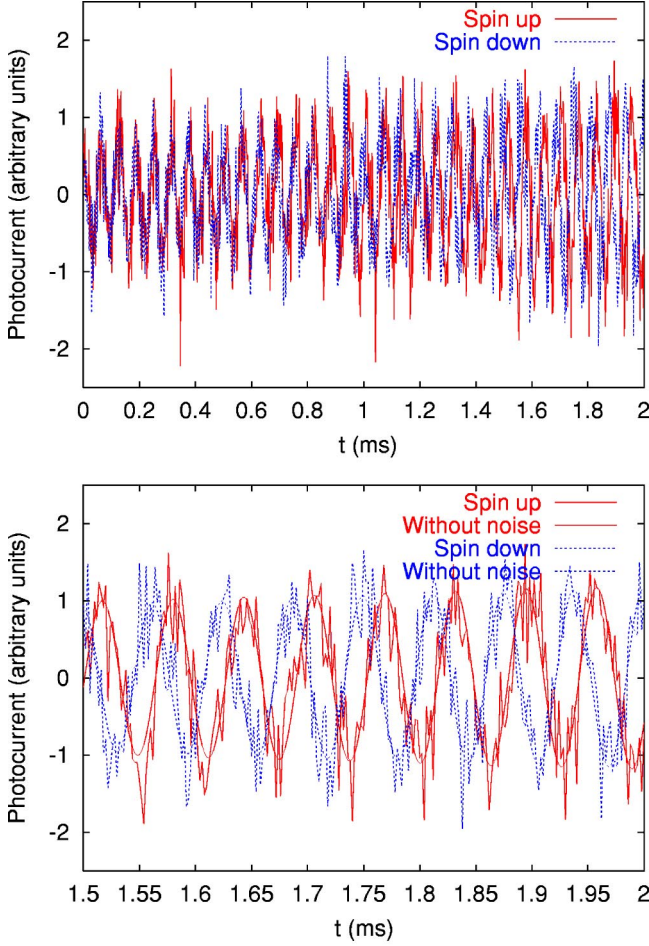 Spin up
Spin down
Photocurrent (arbitrary units)
2
1
0
-1
-2
0 0.2 0.4 0.6 0.8 1 1.2 1.4 1.6 1.8 2
t (ms)
Spin up
Without noise
Spin down
Without noise
Photocurrent (arbitrary units)
2
1
0
-1
-2
1.5 1.55 1.6 1.65 1.7 1.75 1.8 1.85 1.9 1.95 2
t (ms)